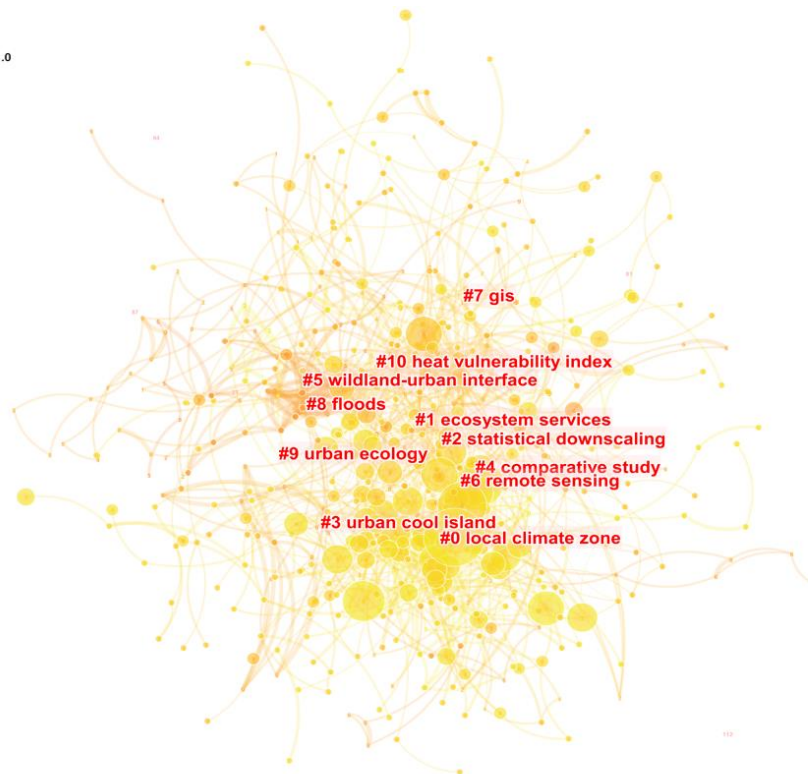 .0
#7 gis
#10 heat vulnerability index
#5 wildland-urban interface
#8 floods
#1 ecosystem services
#2 statistical downscaling
#9 urban ecology
#4 comparative study
#6 remote sensing
#3 urban cool island
#0 local climate zone